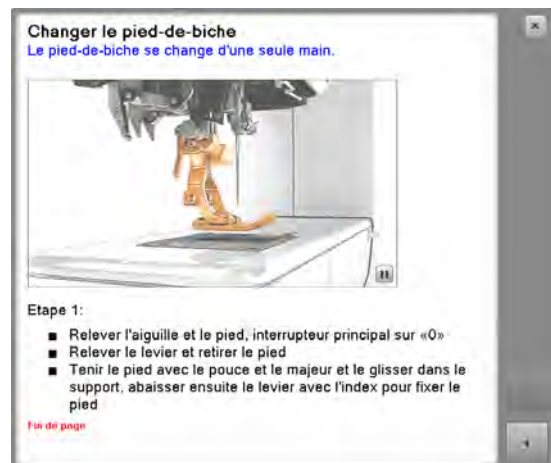 Changer le pied-de-biche
Le pied-de-biche se change d'une seule main.
Etape 1:
■ Relever l'aiguille et le pied, interrupteur principal sur «0»
■ Relever le levier et retirer le pied
■ Tenir le pied avec le pouce et le majeur et le glisser dans le
support, abaisser ensuite le levier avec l'index pour fixer le
pied
Fin de page